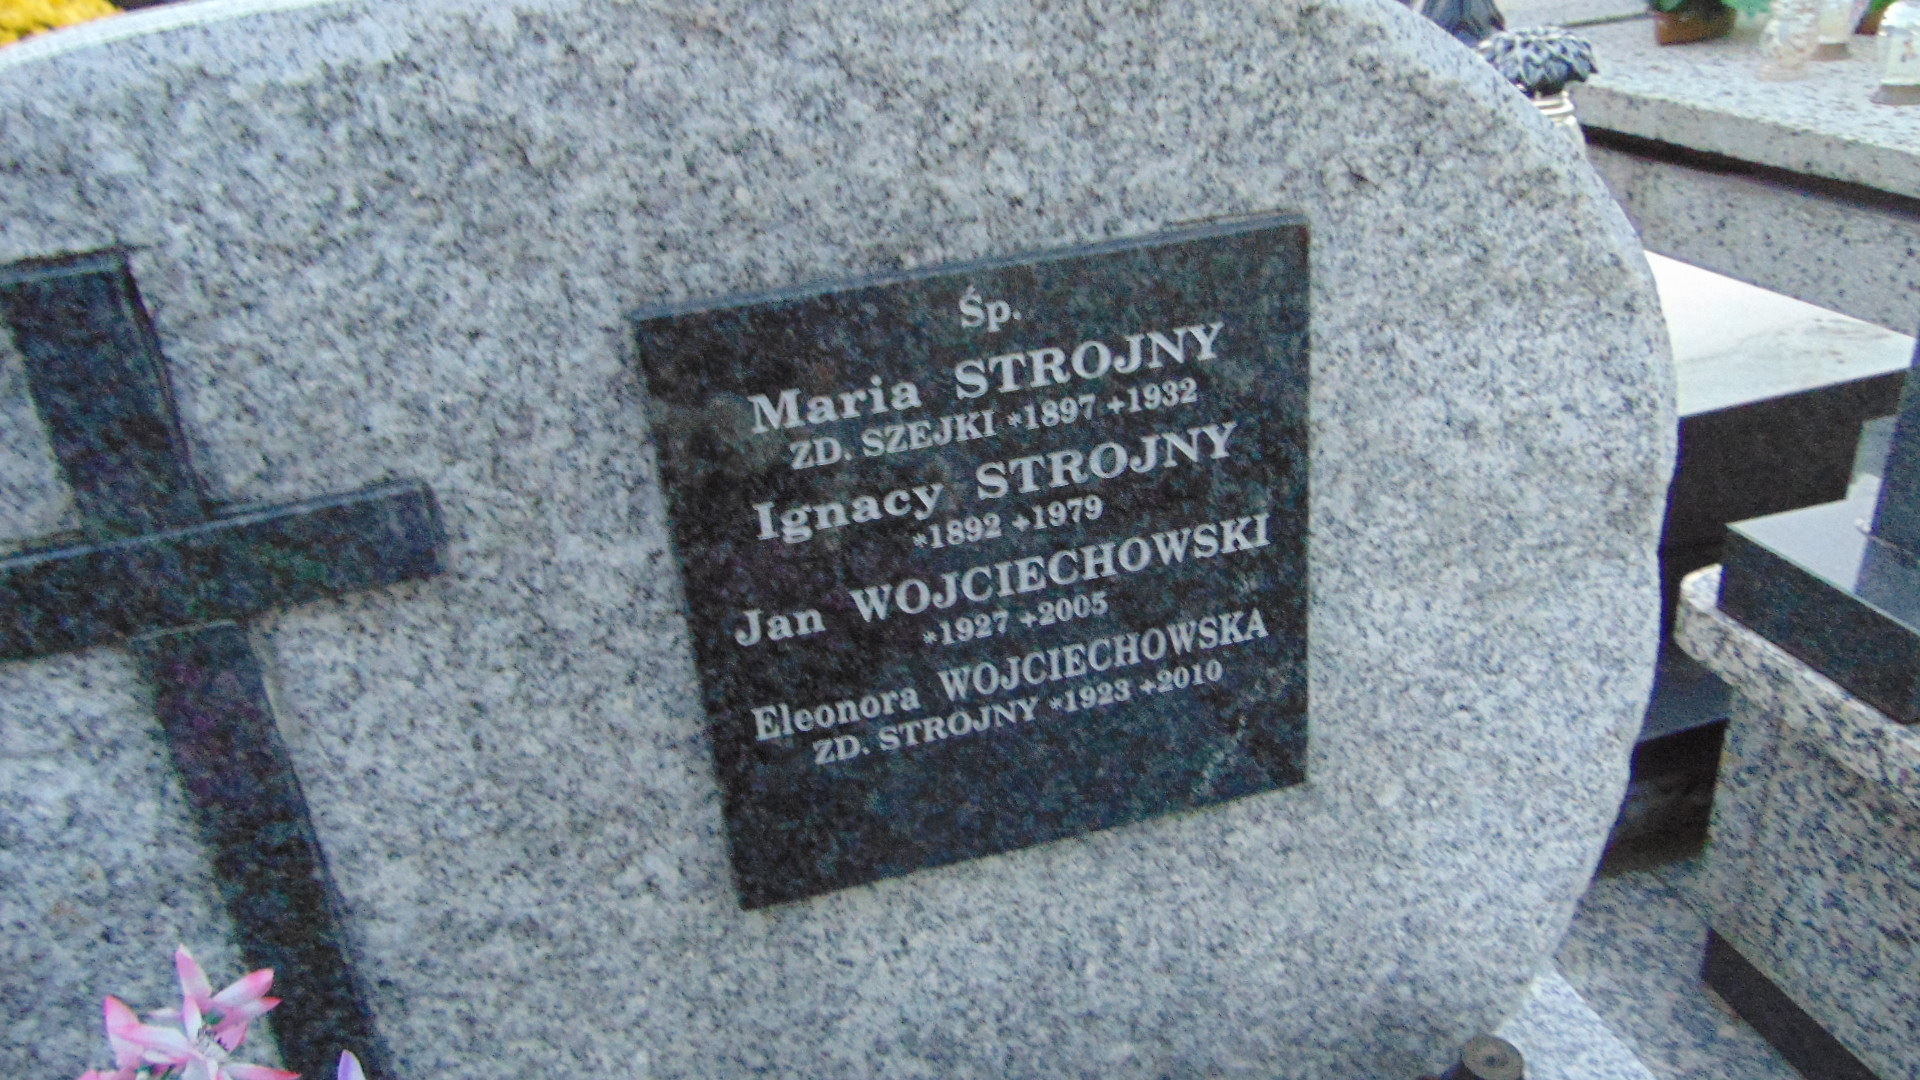 Śp.
Maria STROJNY
ZD. SZEJKI *1897 +1932
Ignacy STROJNY
*1892 +1979
Jan WOJCIECHOWSKI
*1927 +2005
Eleonora WOJCIECHOWSKA
ZD. STROJNY *1923 +2010